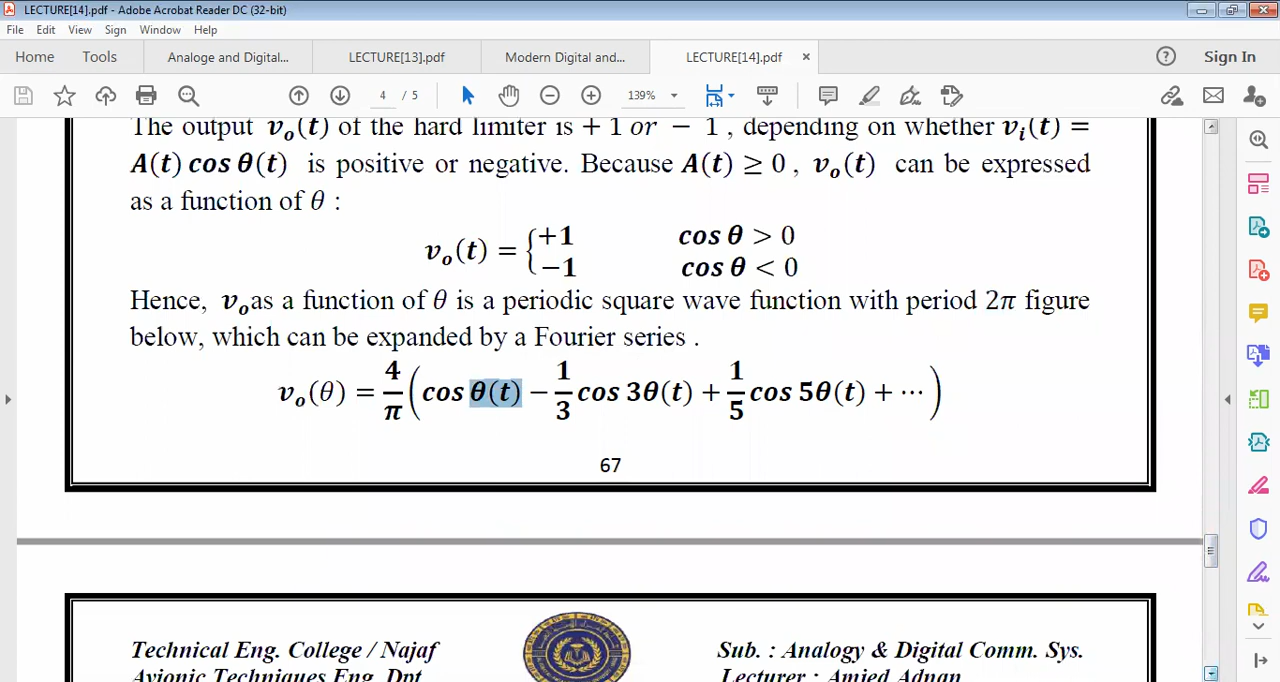 LECTURE[14].pdf - Adobe Acrobat Reader DC (32-bit)
File Edit View Sign Window Help
Home Tools Analoge and Digital... LECTURE[13].pdf Modern Digital and... LECTURE[14].pdf × Sign In
4 / 5 139%
The output vₒ(t) of the hard limiter is + 1 or − 1 , depending on whether vᵢ(t) =
A(t) cos θ(t) is positive or negative. Because A(t) ≥ 0 , vₒ(t) can be expressed
as a function of θ :
vₒ(t) = { +1 cos θ > 0
−1 cos θ < 0
Hence, vₒas a function of θ is a periodic square wave function with period 2π figure
below, which can be expanded by a Fourier series .
vₒ(θ) = 4/π (cos θ(t) − 1/3 cos 3θ(t) + 1/5 cos 5θ(t) + ⋯ )
67
Technical Eng. College / Najaf Sub. : Analogy & Digital Comm. Sys.
Avionic Techniques Eng. Dpt Lecturer : Amjed Adnan